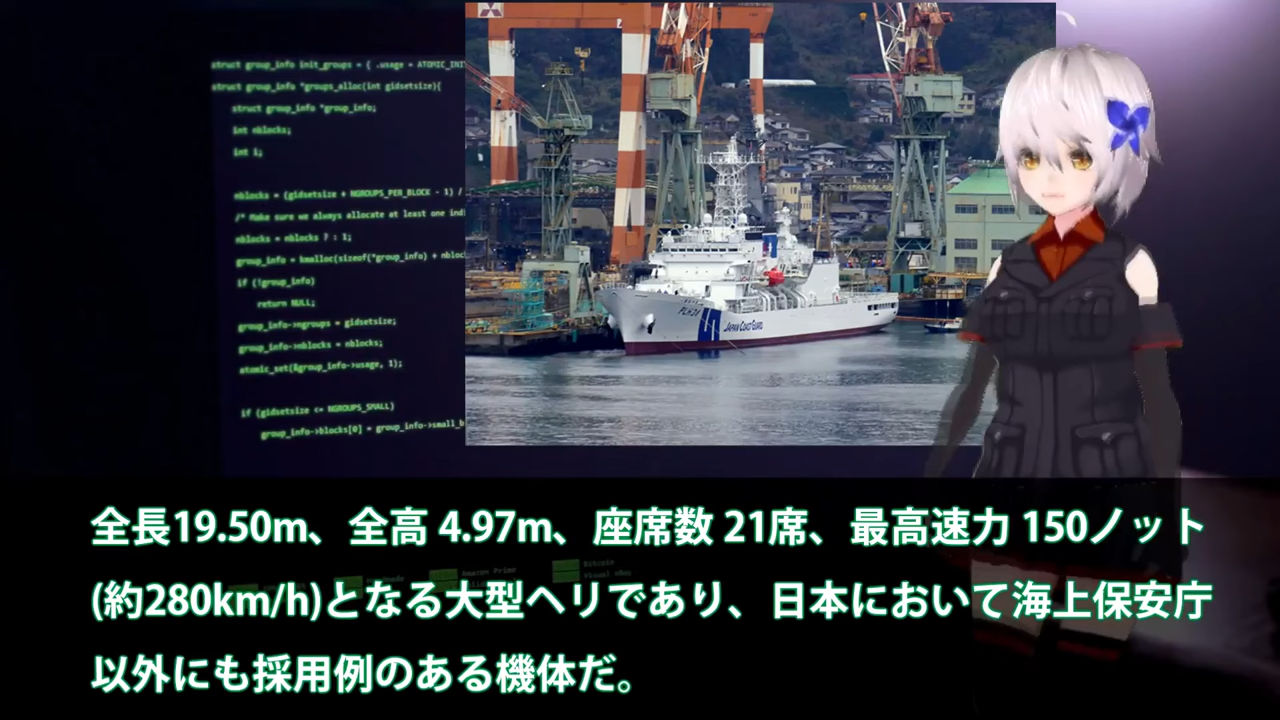 struct group_info init_groups = { .usage = ATOMIC_INI
struct group_info *groups_alloc(int gidsetsize){
struct group_info *group_info;
int nblocks;
int i;
nblocks = (gidsetsize + NGROUPS_PER_BLOCK - 1) /
/* Make sure we always allocate at least one ind
nblocks = nblocks ? : 1;
group_info = kmalloc(sizeof(*group_info) + nbloc
if (!group_info)
return NULL;
group_info->ngroups = gidsetsize;
group_info->nblocks = nblocks;
atomic_set(&group_info->usage, 1);
if (gidsetsize <= NGROUPS_SMALL)
group_info->blocks[0] = group_info->small_b
JAPAN COAST GUARD
全長19.50m、全高 4.97m、座席数 21席、最高速力 150ノット
(約280km/h)となる大型ヘリであり、日本において海上保安庁
以外にも採用例のある機体だ。
Amazon Prime
Bitcoin